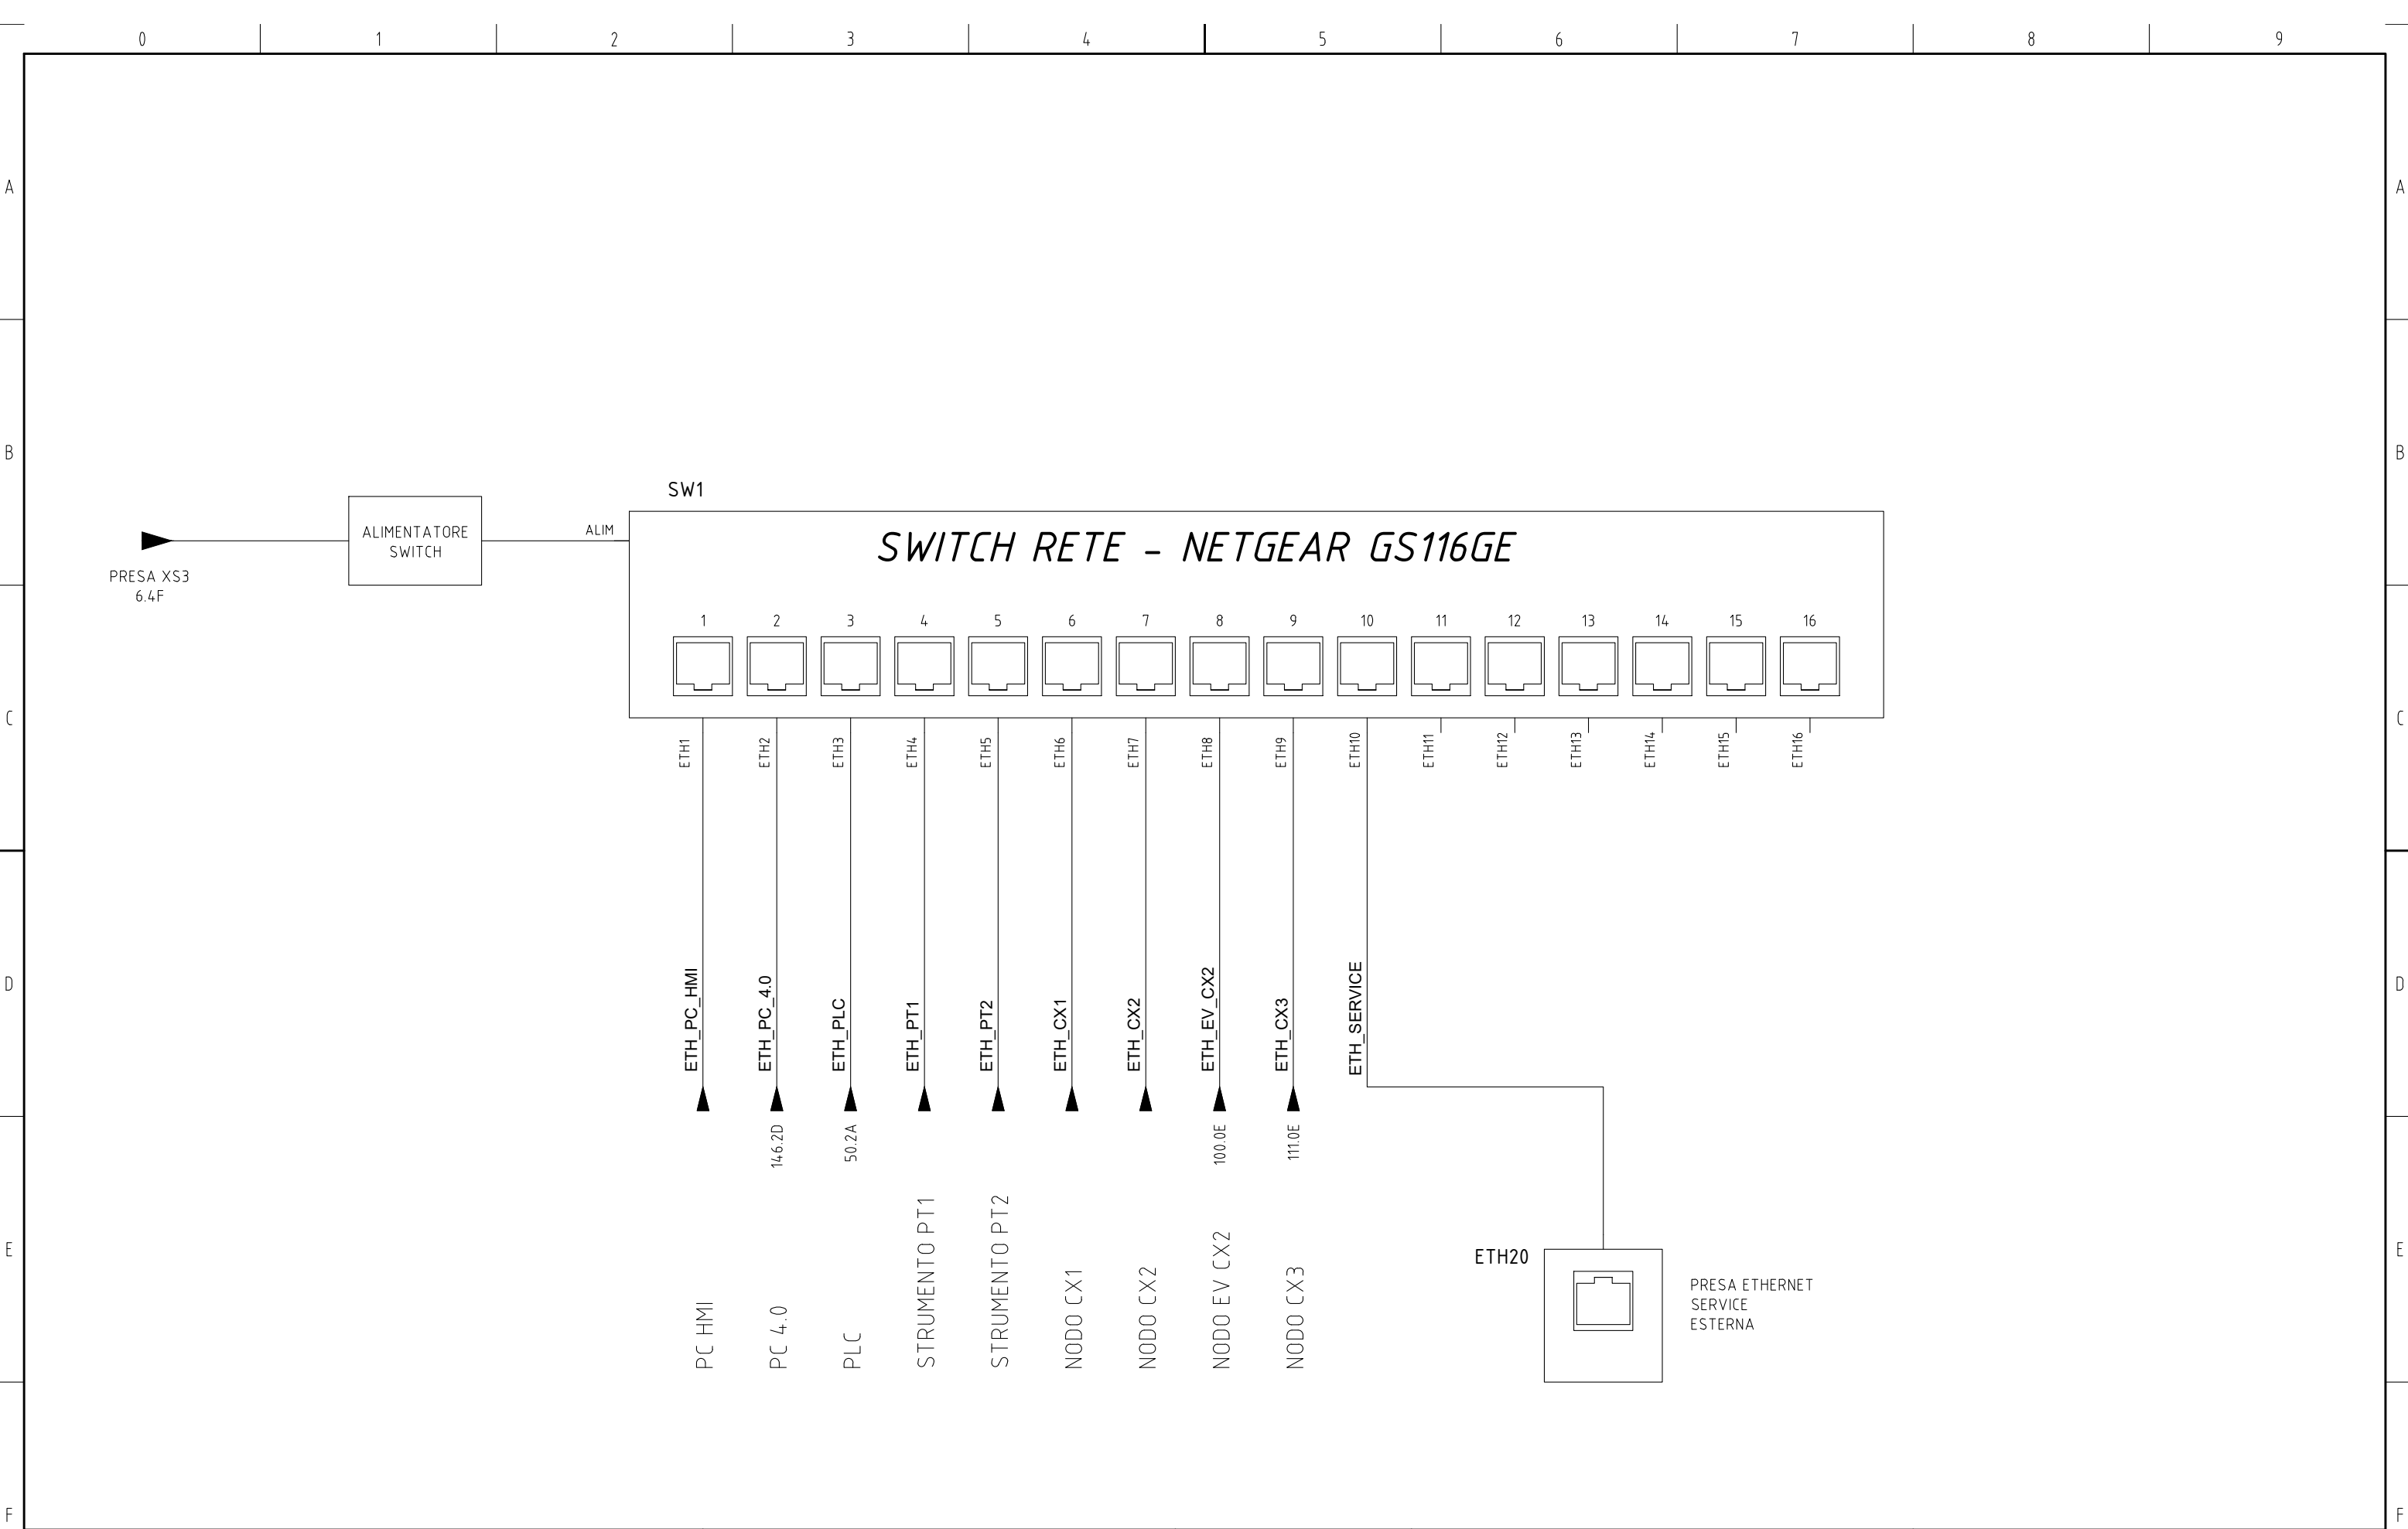 0 1 2 3 4 5 6 7 8 9
A A
B B
SW1
SWITCH RETE - NETGEAR GS116GE
ALIMENTATORE
SWITCH
ALIM
PRESA XS3
6.4F
1 2 3 4 5 6 7 8 9 10 11 12 13 14 15 16
C C
ETH1 ETH2 ETH3 ETH4 ETH5 ETH6 ETH7 ETH8 ETH9 ETH10 ETH11 ETH12 ETH13 ETH14 ETH15 ETH16
D D
ETH_PC_HMI
ETH_PC_4.0
ETH_PLC
ETH_PT1
ETH_PT2
ETH_CX1
ETH_CX2
ETH_EV_CX2
ETH_CX3
ETH_SERVICE
146.2D
50.2A
100.0E
111.0E
E E
PC HMI
PC 4.0
PLC
STRUMENTO PT1
STRUMENTO PT2
NODO CX1
NODO CX2
NODO EV CX2
NODO CX3
ETH20
PRESA ETHERNET
SERVICE
ESTERNA
F F